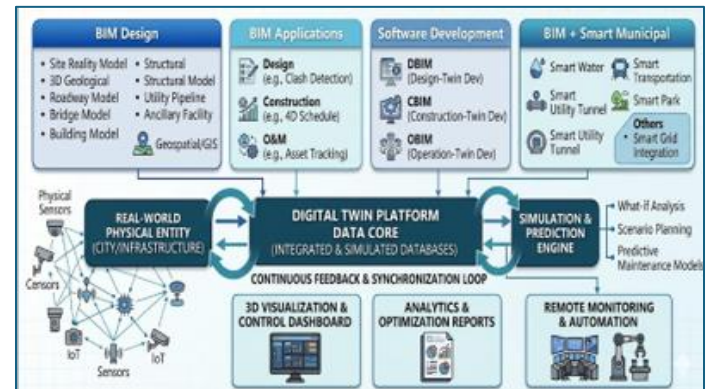 BIM Design
• Site Reality Model
• 3D Geological
• Roadway Model
• Bridge Model
• Building Model
• Structural
• Structural Model
• Utility Pipeline
• Ancillary Facility
Geospatial/GIS
BIM Applications
Design
(e.g., Clash Detection)
Construction
(e.g., 4D Schedule)
O&M
(e.g., Asset Tracking)
Software Development
DBIM
(Design-Twin Dev)
CBIM
(Construction-Twin Dev)
OBIM
(Operation-Twin Dev)
BIM + Smart Municipal
Smart Water
Smart
Utility Tunnel
Smart Utility
Tunnel
Smart
Transportation
Smart Park
Others
• Smart Grid
Integration
Physical
Sensors
Censors
IoT
Sensors
IoT
REAL-WORLD
PHYSICAL ENTITY
(CITY/INFRASTRUCTURE)
DIGITAL TWIN PLATFORM
DATA CORE
(INTEGRATED & SIMULATED DATABASES)
SIMULATION &
PREDICTION
ENGINE
What-if Analysis
Scenario Planning
Predictive
Maintenance Models
CONTINUOUS FEEDBACK & SYNCHRONIZATION LOOP
3D VISUALIZATION &
CONTROL DASHBOARD
ANALYTICS &
OPTIMIZATION REPORTS
REMOTE MONITORING
& AUTOMATION